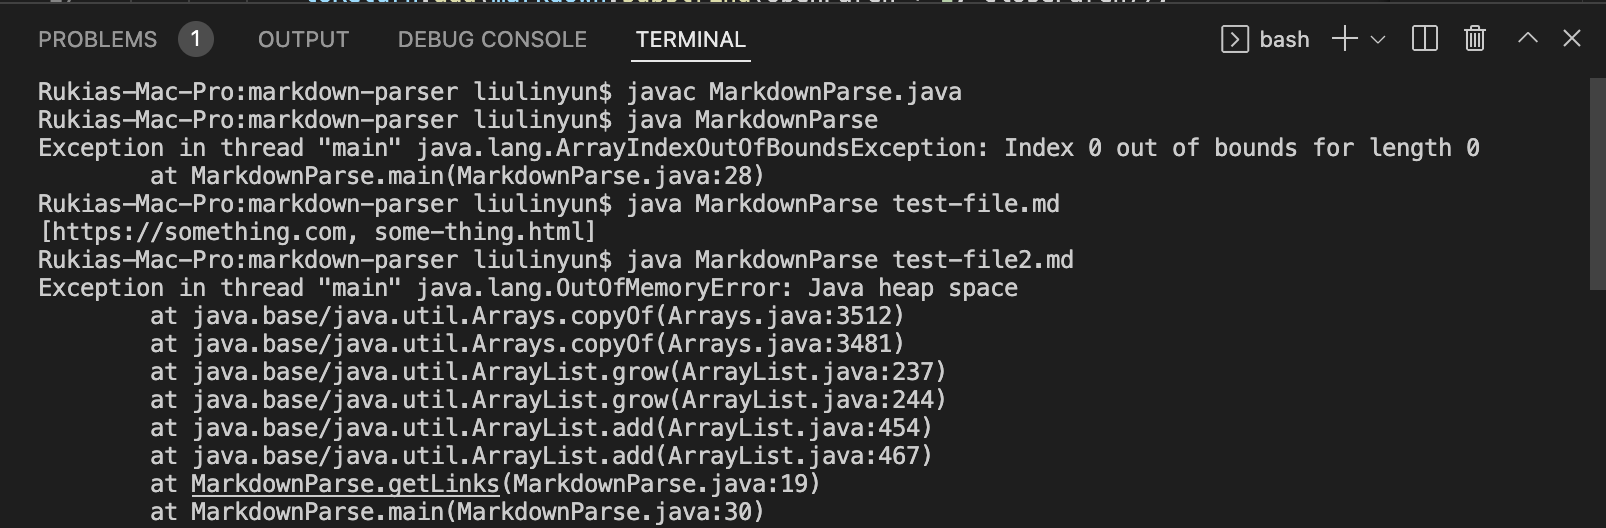 PROBLEMS 1 OUTPUT DEBUG CONSOLE TERMINAL bash
Rukias-Mac-Pro:markdown-parser liulinyun$ javac MarkdownParse.java
Rukias-Mac-Pro:markdown-parser liulinyun$ java MarkdownParse
Exception in thread "main" java.lang.ArrayIndexOutOfBoundsException: Index 0 out of bounds for length 0
        at MarkdownParse.main(MarkdownParse.java:28)
Rukias-Mac-Pro:markdown-parser liulinyun$ java MarkdownParse test-file.md
[https://something.com, some-thing.html]
Rukias-Mac-Pro:markdown-parser liulinyun$ java MarkdownParse test-file2.md
Exception in thread "main" java.lang.OutOfMemoryError: Java heap space
        at java.base/java.util.Arrays.copyOf(Arrays.java:3512)
        at java.base/java.util.Arrays.copyOf(Arrays.java:3481)
        at java.base/java.util.ArrayList.grow(ArrayList.java:237)
        at java.base/java.util.ArrayList.grow(ArrayList.java:244)
        at java.base/java.util.ArrayList.add(ArrayList.java:454)
        at java.base/java.util.ArrayList.add(ArrayList.java:467)
        at MarkdownParse.getLinks(MarkdownParse.java:19)
        at MarkdownParse.main(MarkdownParse.java:30)